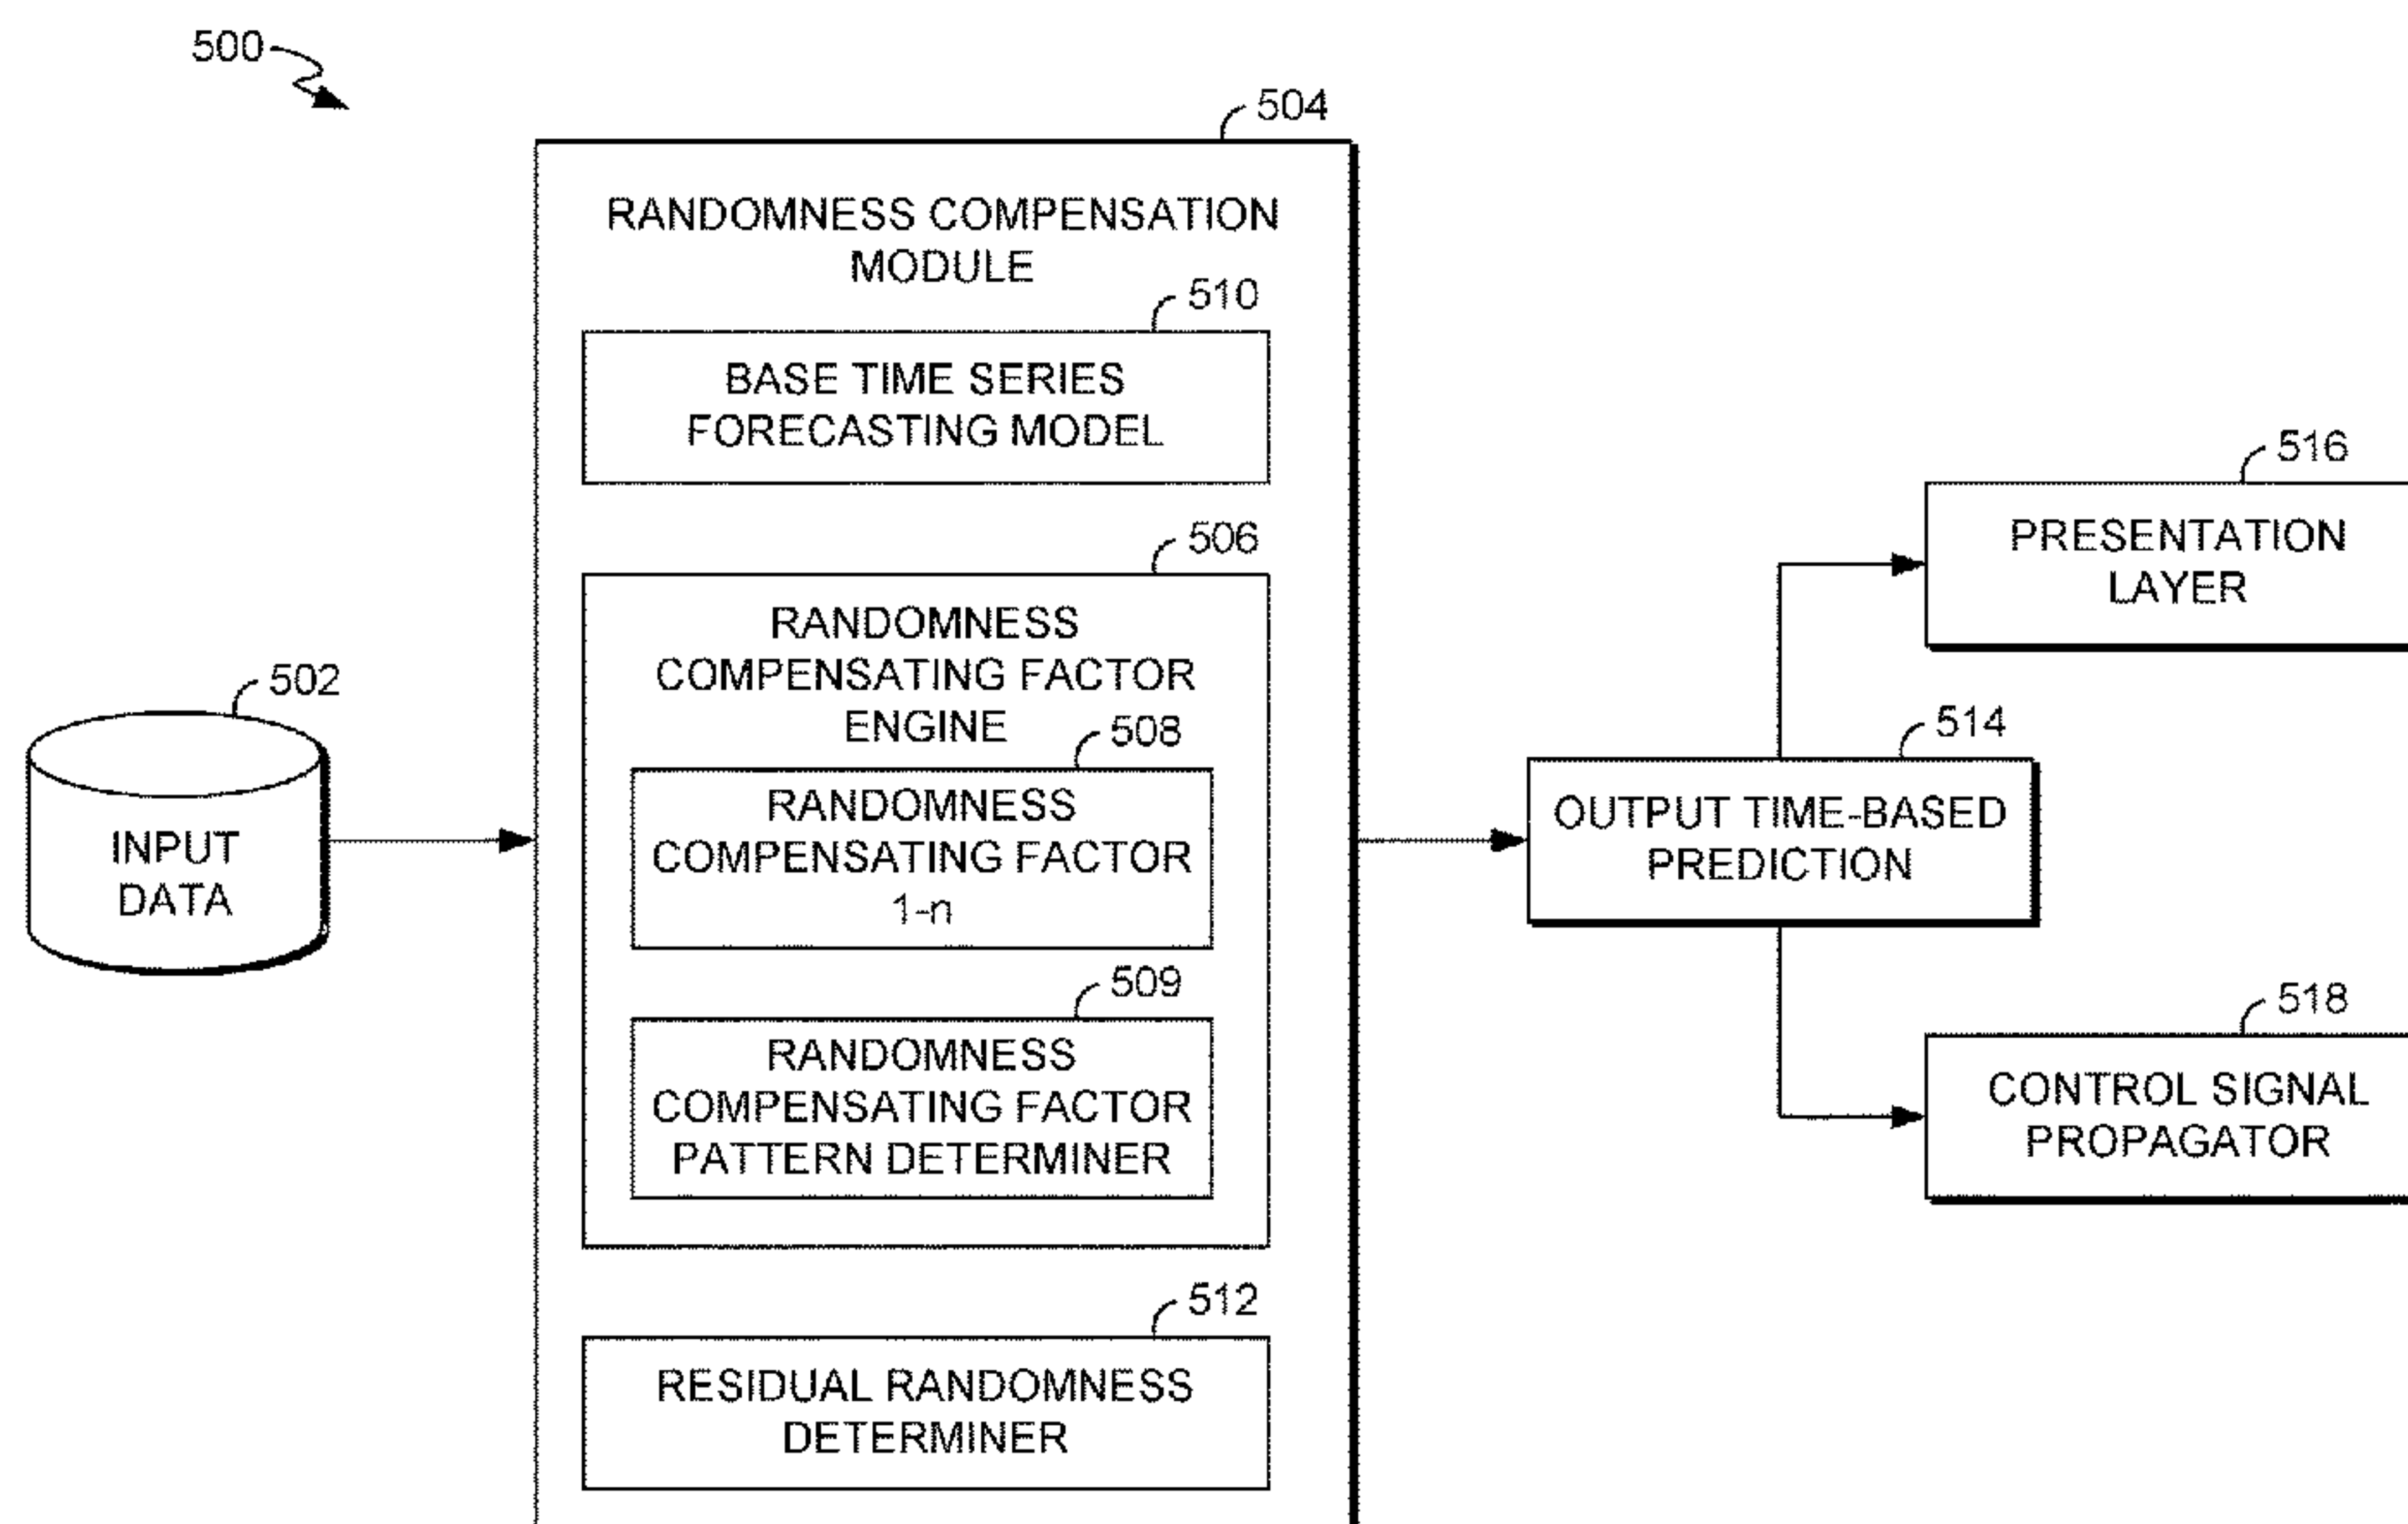 500
504
RANDOMNESS COMPENSATION
MODULE
510
BASE TIME SERIES
FORECASTING MODEL
506
RANDOMNESS
COMPENSATING FACTOR
ENGINE
508
RANDOMNESS
COMPENSATING FACTOR
1-n
509
RANDOMNESS
COMPENSATING FACTOR
PATTERN DETERMINER
512
RESIDUAL RANDOMNESS
DETERMINER
502
INPUT
DATA
514
OUTPUT TIME-BASED
PREDICTION
516
PRESENTATION
LAYER
518
CONTROL SIGNAL
PROPAGATOR